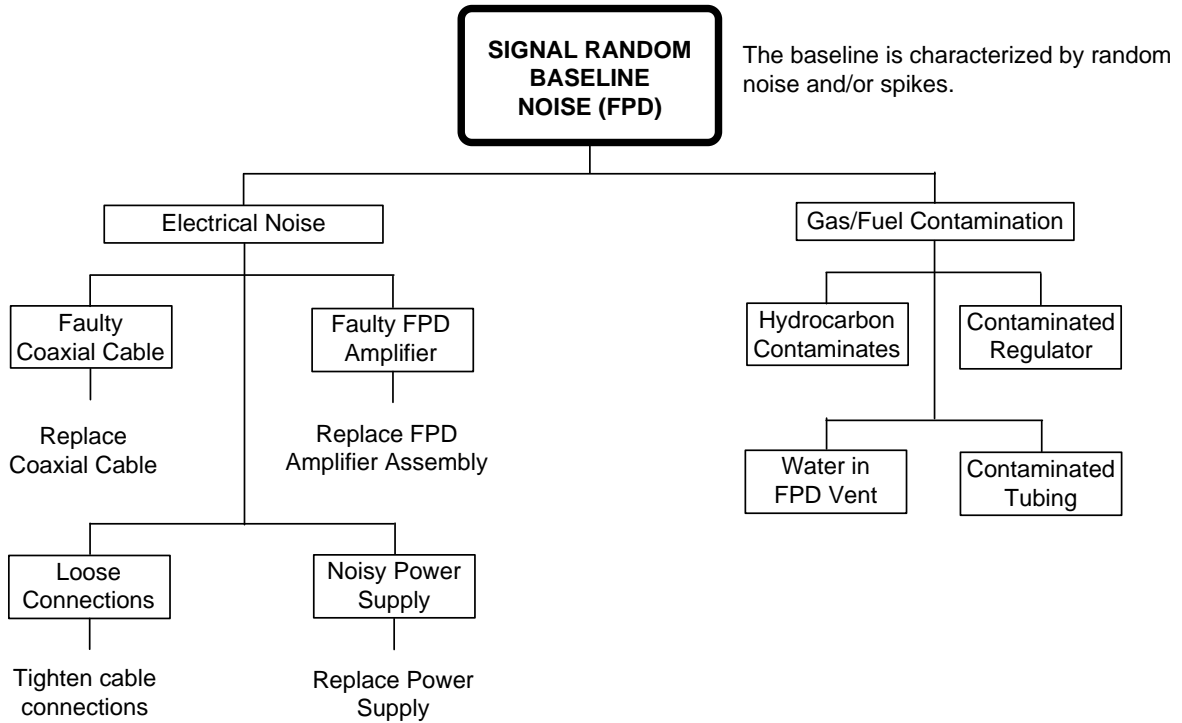 SIGNAL RANDOM
BASELINE
NOISE (FPD)
The baseline is characterized by random
noise and/or spikes.
Electrical Noise
Gas/Fuel Contamination
Faulty
Coaxial Cable
Faulty FPD
Amplifier
Hydrocarbon
Contaminates
Contaminated
Regulator
Replace
Coaxial Cable
Replace FPD
Amplifier Assembly
Water in
FPD Vent
Contaminated
Tubing
Loose
Connections
Noisy Power
Supply
Tighten cable
connections
Replace Power
Supply